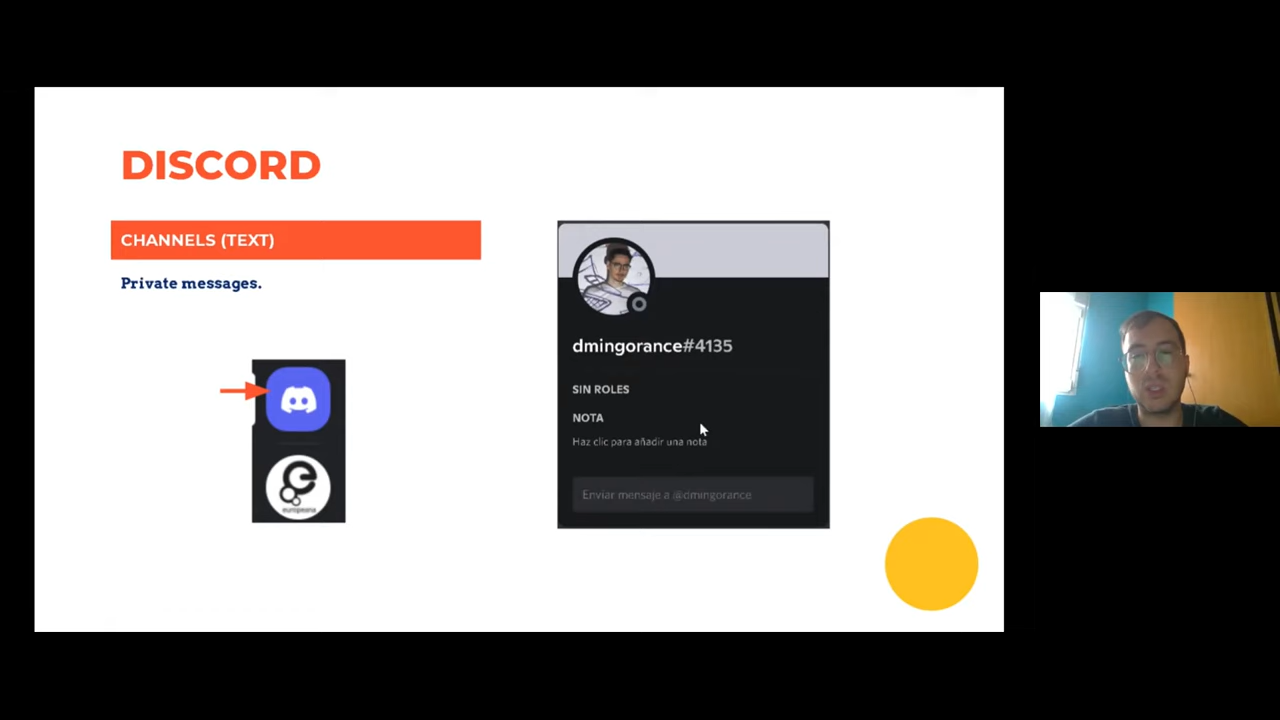 DISCORD
CHANNELS (TEXT)
Private messages.
europeana
dmingorance#4135
SIN ROLES
NOTA
Haz clic para añadir una nota
Enviar mensaje a @dmingorance